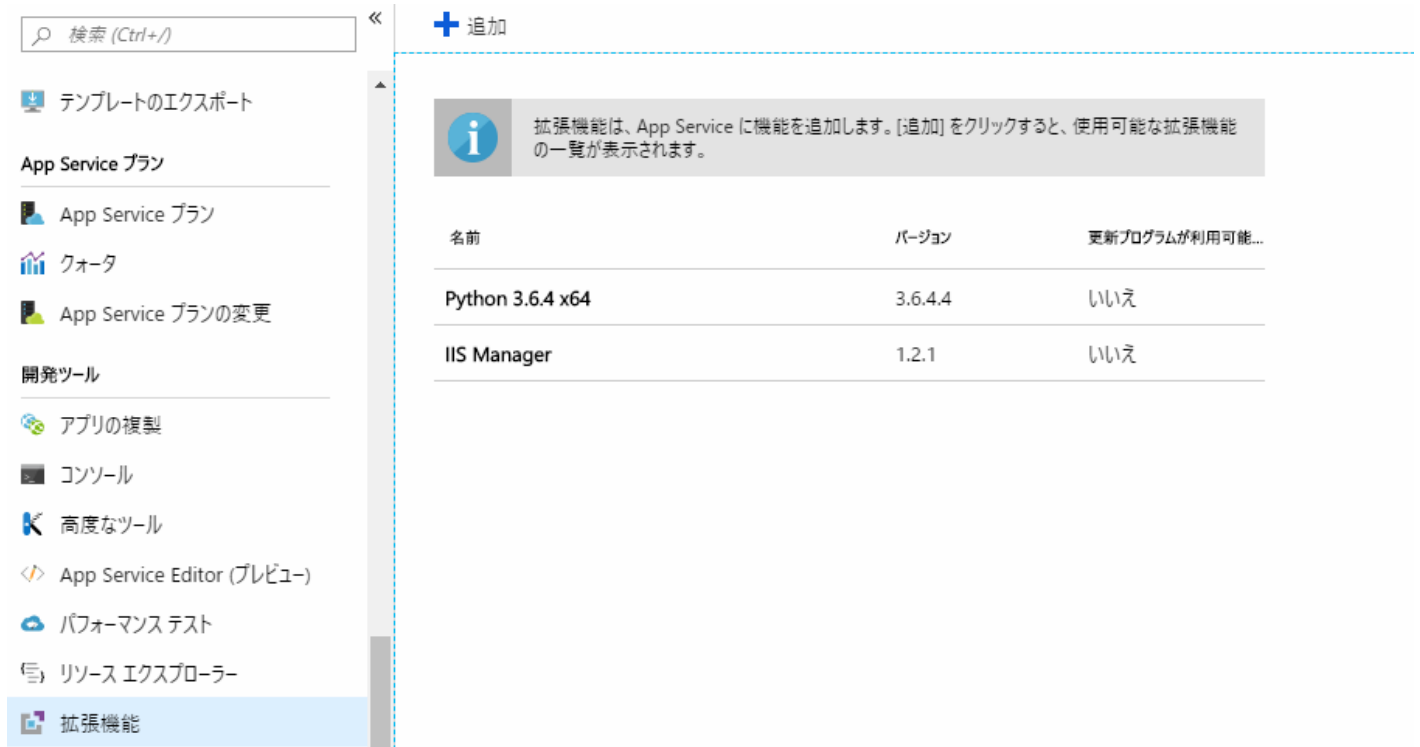 検索 (Ctrl+/)
«
追加
テンプレートのエクスポート
App Service プラン
App Service プラン
クォータ
App Service プランの変更
開発ツール
アプリの複製
コンソール
高度なツール
App Service Editor (プレビュー)
パフォーマンス テスト
リソース エクスプローラー
拡張機能
拡張機能は、App Service に機能を追加します。[追加] をクリックすると、使用可能な拡張機能
の一覧が表示されます。
名前 バージョン 更新プログラムが利用可能...
Python 3.6.4 x64 3.6.4.4 いいえ
IIS Manager 1.2.1 いいえ